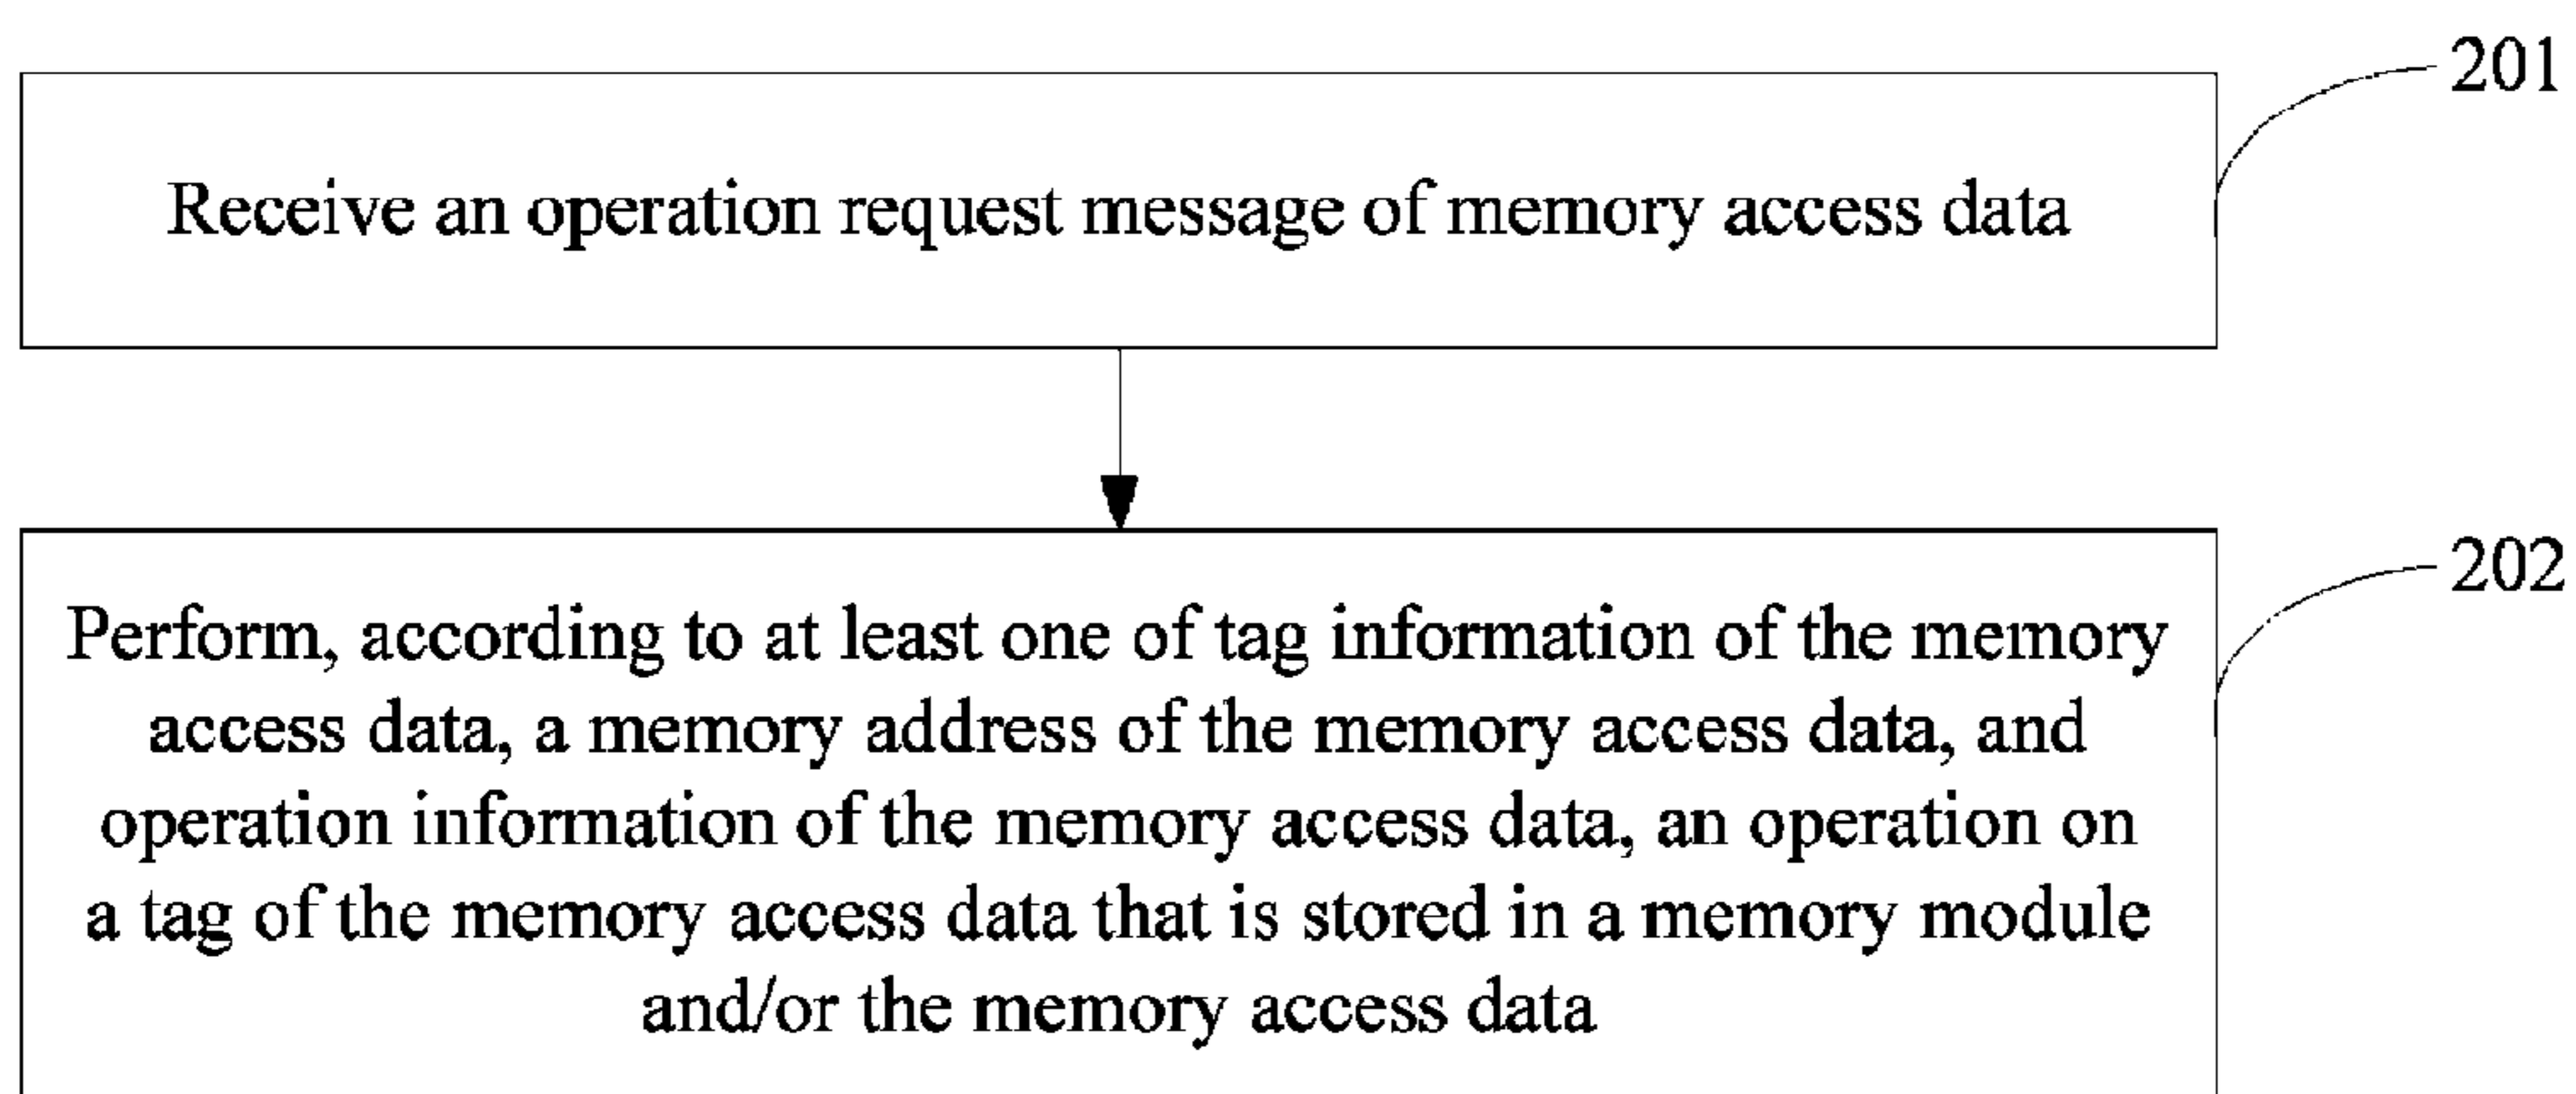 201
Receive an operation request message of memory access data
202
Perform, according to at least one of tag information of the memory
access data, a memory address of the memory access data, and
operation information of the memory access data, an operation on
a tag of the memory access data that is stored in a memory module
and/or the memory access data